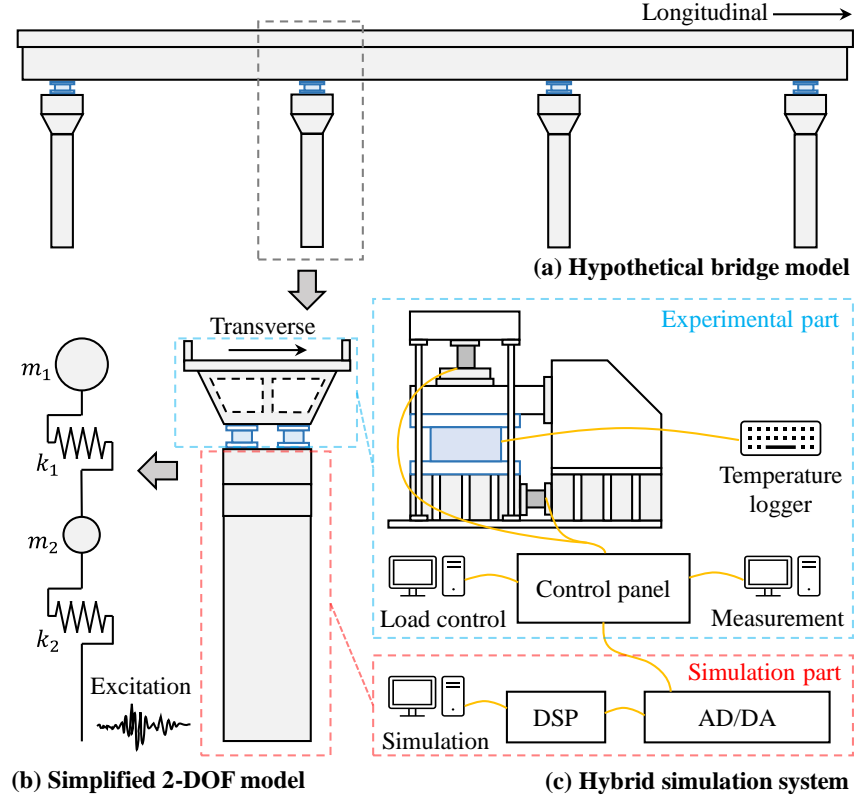 Longitudinal
(a) Hypothetical bridge model
Transverse
m₁
k₁
m₂
k₂
Excitation
(b) Simplified 2-DOF model
Experimental part
Temperature
logger
Control panel
Load control
Measurement
Simulation part
Simulation
DSP
AD/DA
(c) Hybrid simulation system